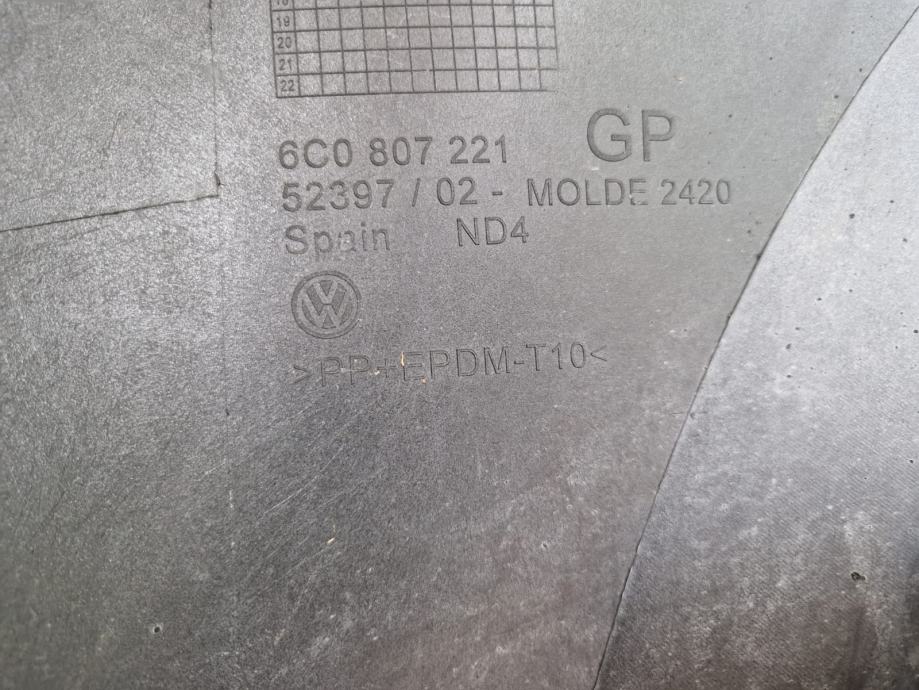 19
20
21
22
6C0 807 221 GP
52397 / 02 - MOLDE 2420
Spain ND4
>PP+EPDM-T10<